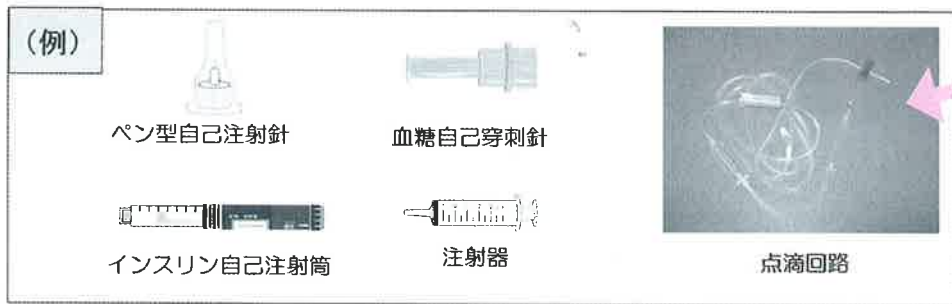 (例)
ペン型自己注射針
血糖自己穿刺針
インスリン自己注射筒
注射器
点滴回路